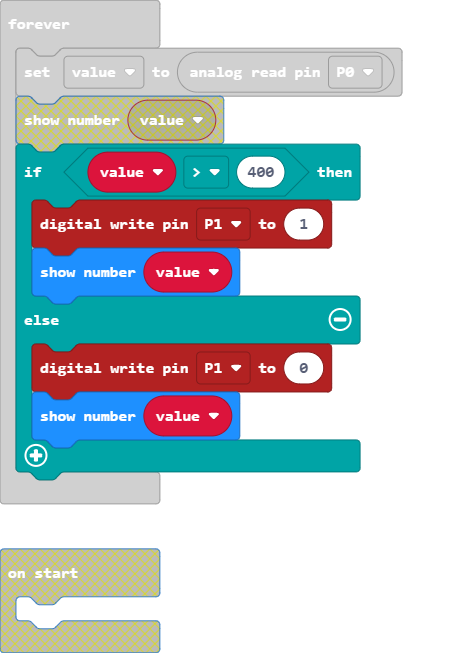 forever
set value to analog read pin P0
show number value
if value > 400 then
digital write pin P1 to 1
show number value
else
digital write pin P1 to 0
show number value
on start